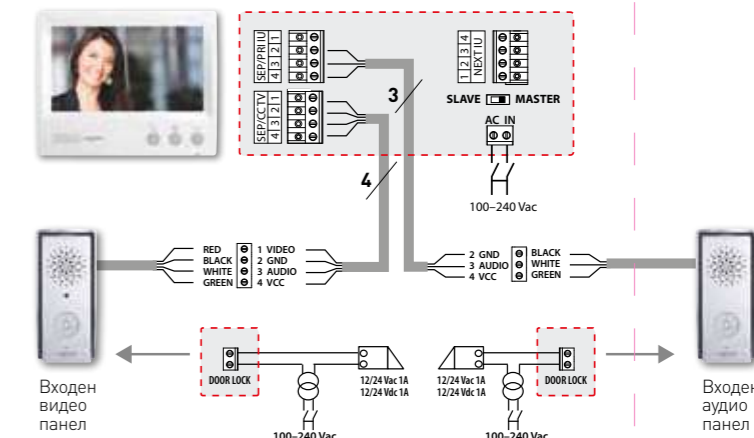 SEP/PRI IU
4 3 2 1
SEP/CCTV
4 3 2 1
1 2 3 4
NEXT IU
SLAVE MASTER
AC IN
100–240 Vac
3
4
RED 1 VIDEO
BLACK 2 GND
WHITE 3 AUDIO
GREEN 4 VCC
2 GND BLACK
3 AUDIO WHITE
4 VCC GREEN
DOOR LOCK
12/24 Vac 1A
12/24 Vdc 1A
100–240 Vac
12/24 Vac 1A
12/24 Vdc 1A
DOOR LOCK
100–240 Vac
Входен
видео
панел
Входен
аудио
панел